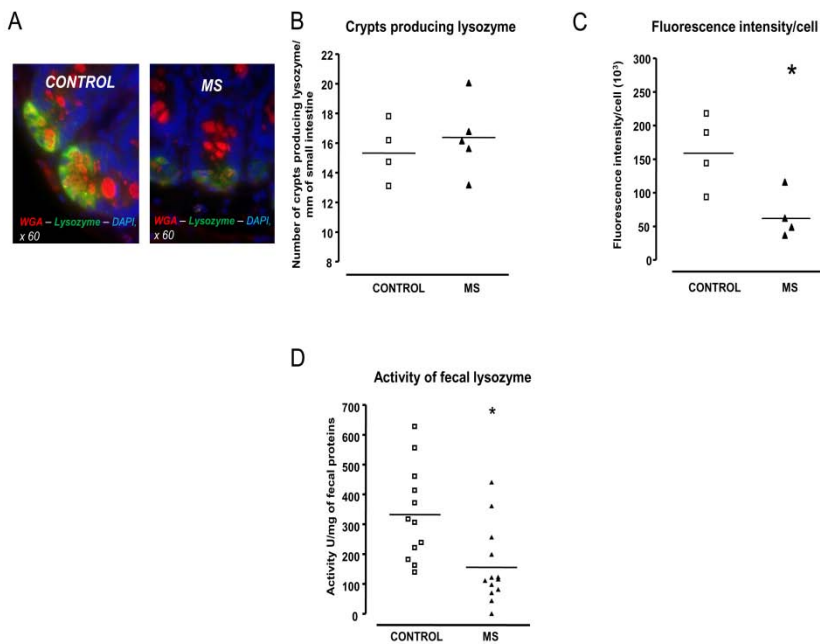 A
CONTROL
WGA – Lysozyme – DAPI,
x 60
MS
WGA – Lysozyme – DAPI,
x 60
B
Crypts producing lysozyme
Number of crypts producing lysozyme/
mm of small intestine
22
20
18
16
14
12
10
8
CONTROL
MS
C
Fluorescence intensity/cell
Fluorescence intensity/cell (10³)
300
250
200
150
100
50
0
*
CONTROL
MS
D
Activity of fecal lysozyme
Activity U/mg of fecal proteins
700
600
500
400
300
200
100
0
*
CONTROL
MS